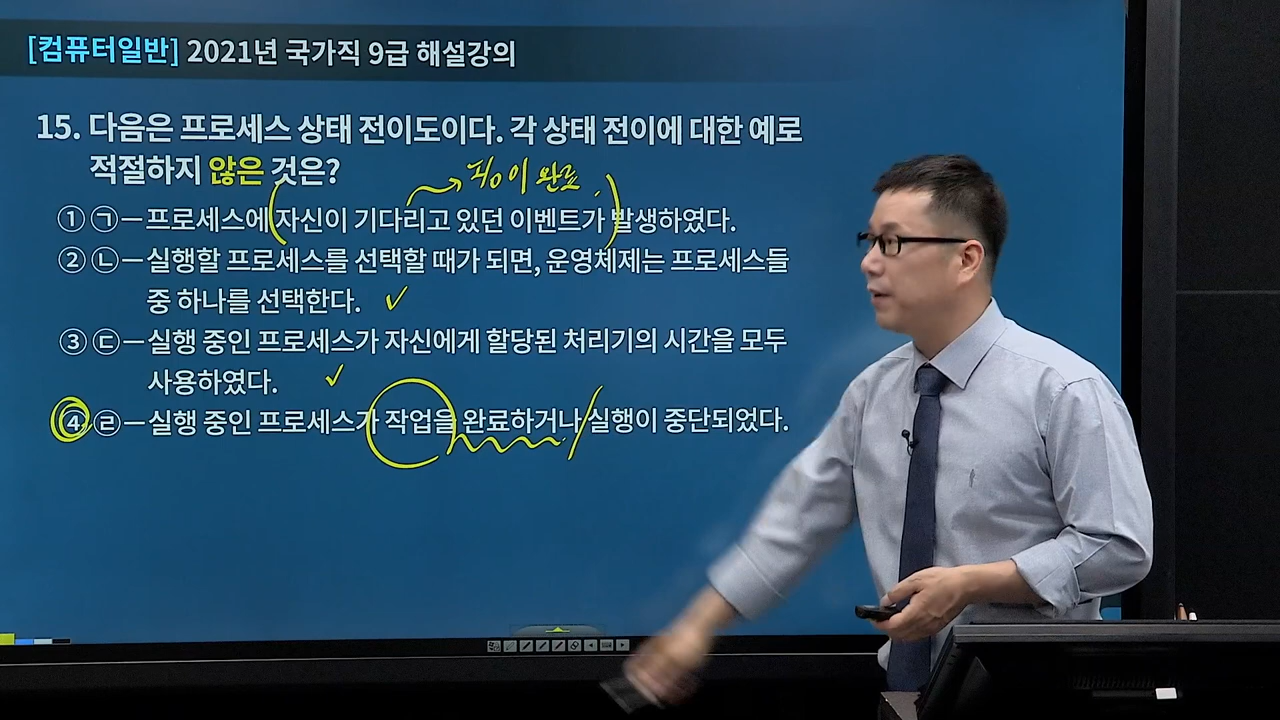 [컴퓨터일반] 2021년 국가직 9급 해설강의
15. 다음은 프로세스 상태 전이도이다. 각 상태 전이에 대한 예로
적절하지 않은 것은?
완료
① ㉠－프로세스에 자신이 기다리고 있던 이벤트가 발생하였다.
② ㉡－실행할 프로세스를 선택할 때가 되면, 운영체제는 프로세스들
중 하나를 선택한다.
③ ㉢－실행 중인 프로세스가 자신에게 할당된 처리기의 시간을 모두
사용하였다.
④ ㉣－실행 중인 프로세스가 작업을 완료하거나 실행이 중단되었다.